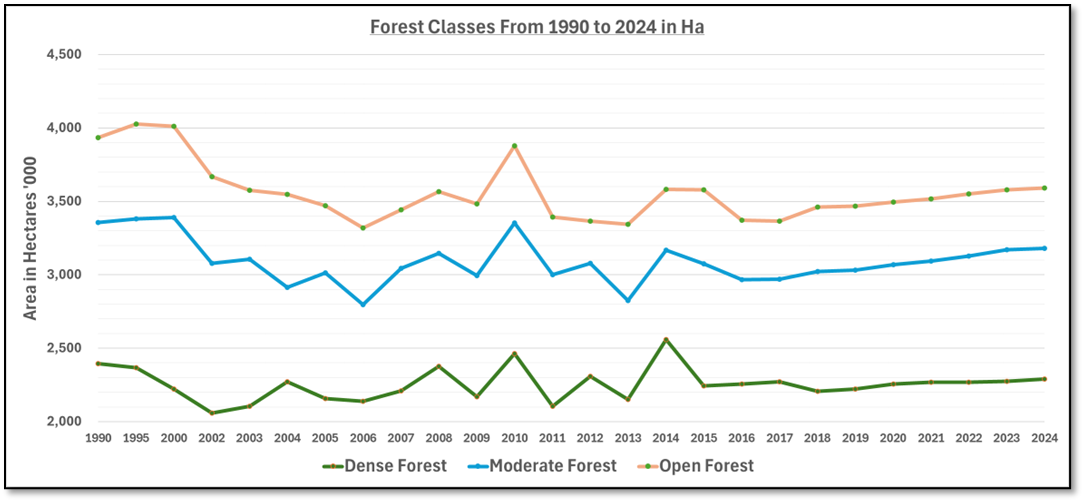 Forest Classes From 1990 to 2024 in Ha
Area in Hectares '000
4,500
4,000
3,500
3,000
2,500
2,000
1990 1995 2000 2002 2003 2004 2005 2006 2007 2008 2009 2010 2011 2012 2013 2014 2015 2016 2017 2018 2019 2020 2021 2022 2023 2024
Dense Forest Moderate Forest Open Forest